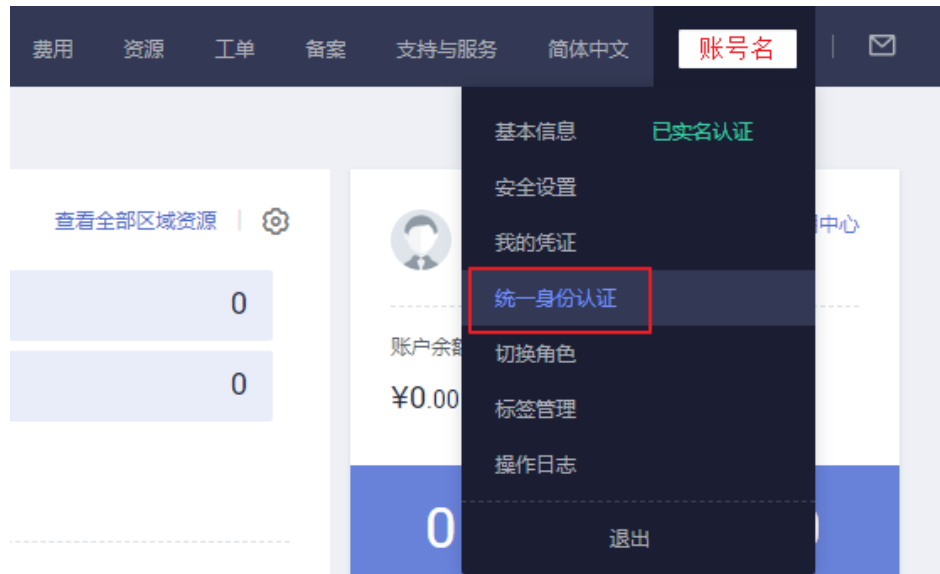 费用 资源 工单 备案 支持与服务 简体中文 账号名
基本信息 已实名认证
安全设置
查看全部区域资源 中心
我的凭证
统一身份认证
0
切换角色
账户余额
0
¥0.00
标签管理
操作日志
0
退出